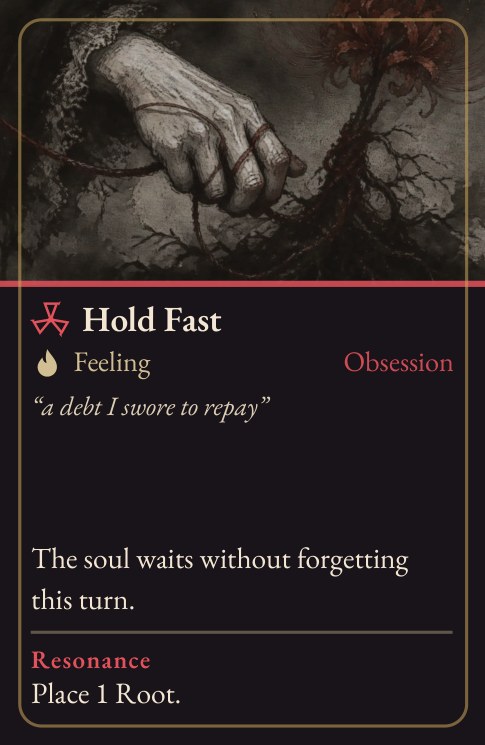 Hold Fast
Feeling Obsession
“a debt I swore to repay”
The soul waits without forgetting
this turn.
Resonance
Place 1 Root.